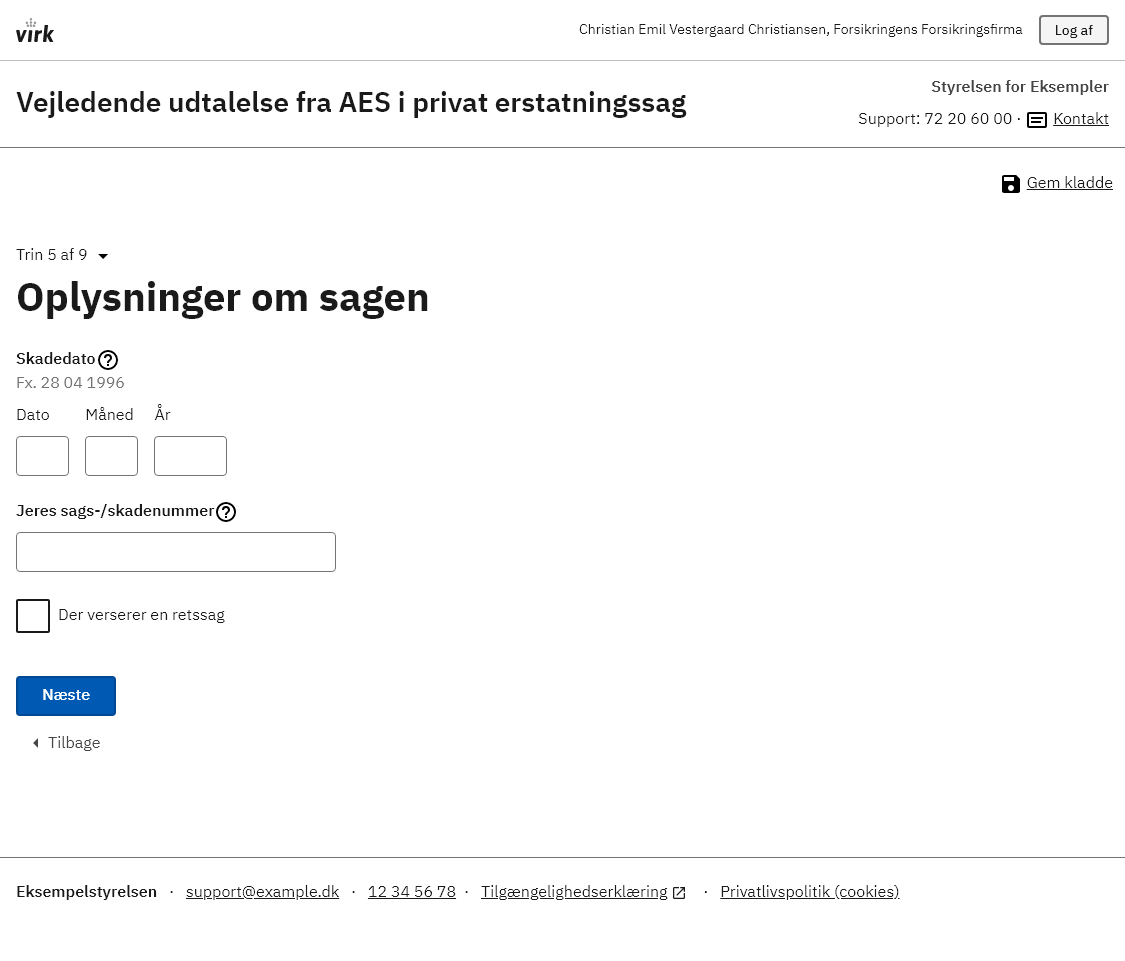 virk
Christian Emil Vestergaard Christiansen, Forsikringens Forsikringsfirma
Log af
Vejledende udtalelse fra AES i privat erstatningssag
Styrelsen for Eksempler
Support: 72 20 60 00 · Kontakt
Gem kladde
Trin 5 af 9
Oplysninger om sagen
Skadedato ?
Fx. 28 04 1996
Dato Måned År
Jeres sags-/skadenummer ?
Der verserer en retssag
Næste
Tilbage
Eksempelstyrelsen · support@example.dk · 12 34 56 78 · Tilgængelighedserklæring · Privatlivspolitik (cookies)